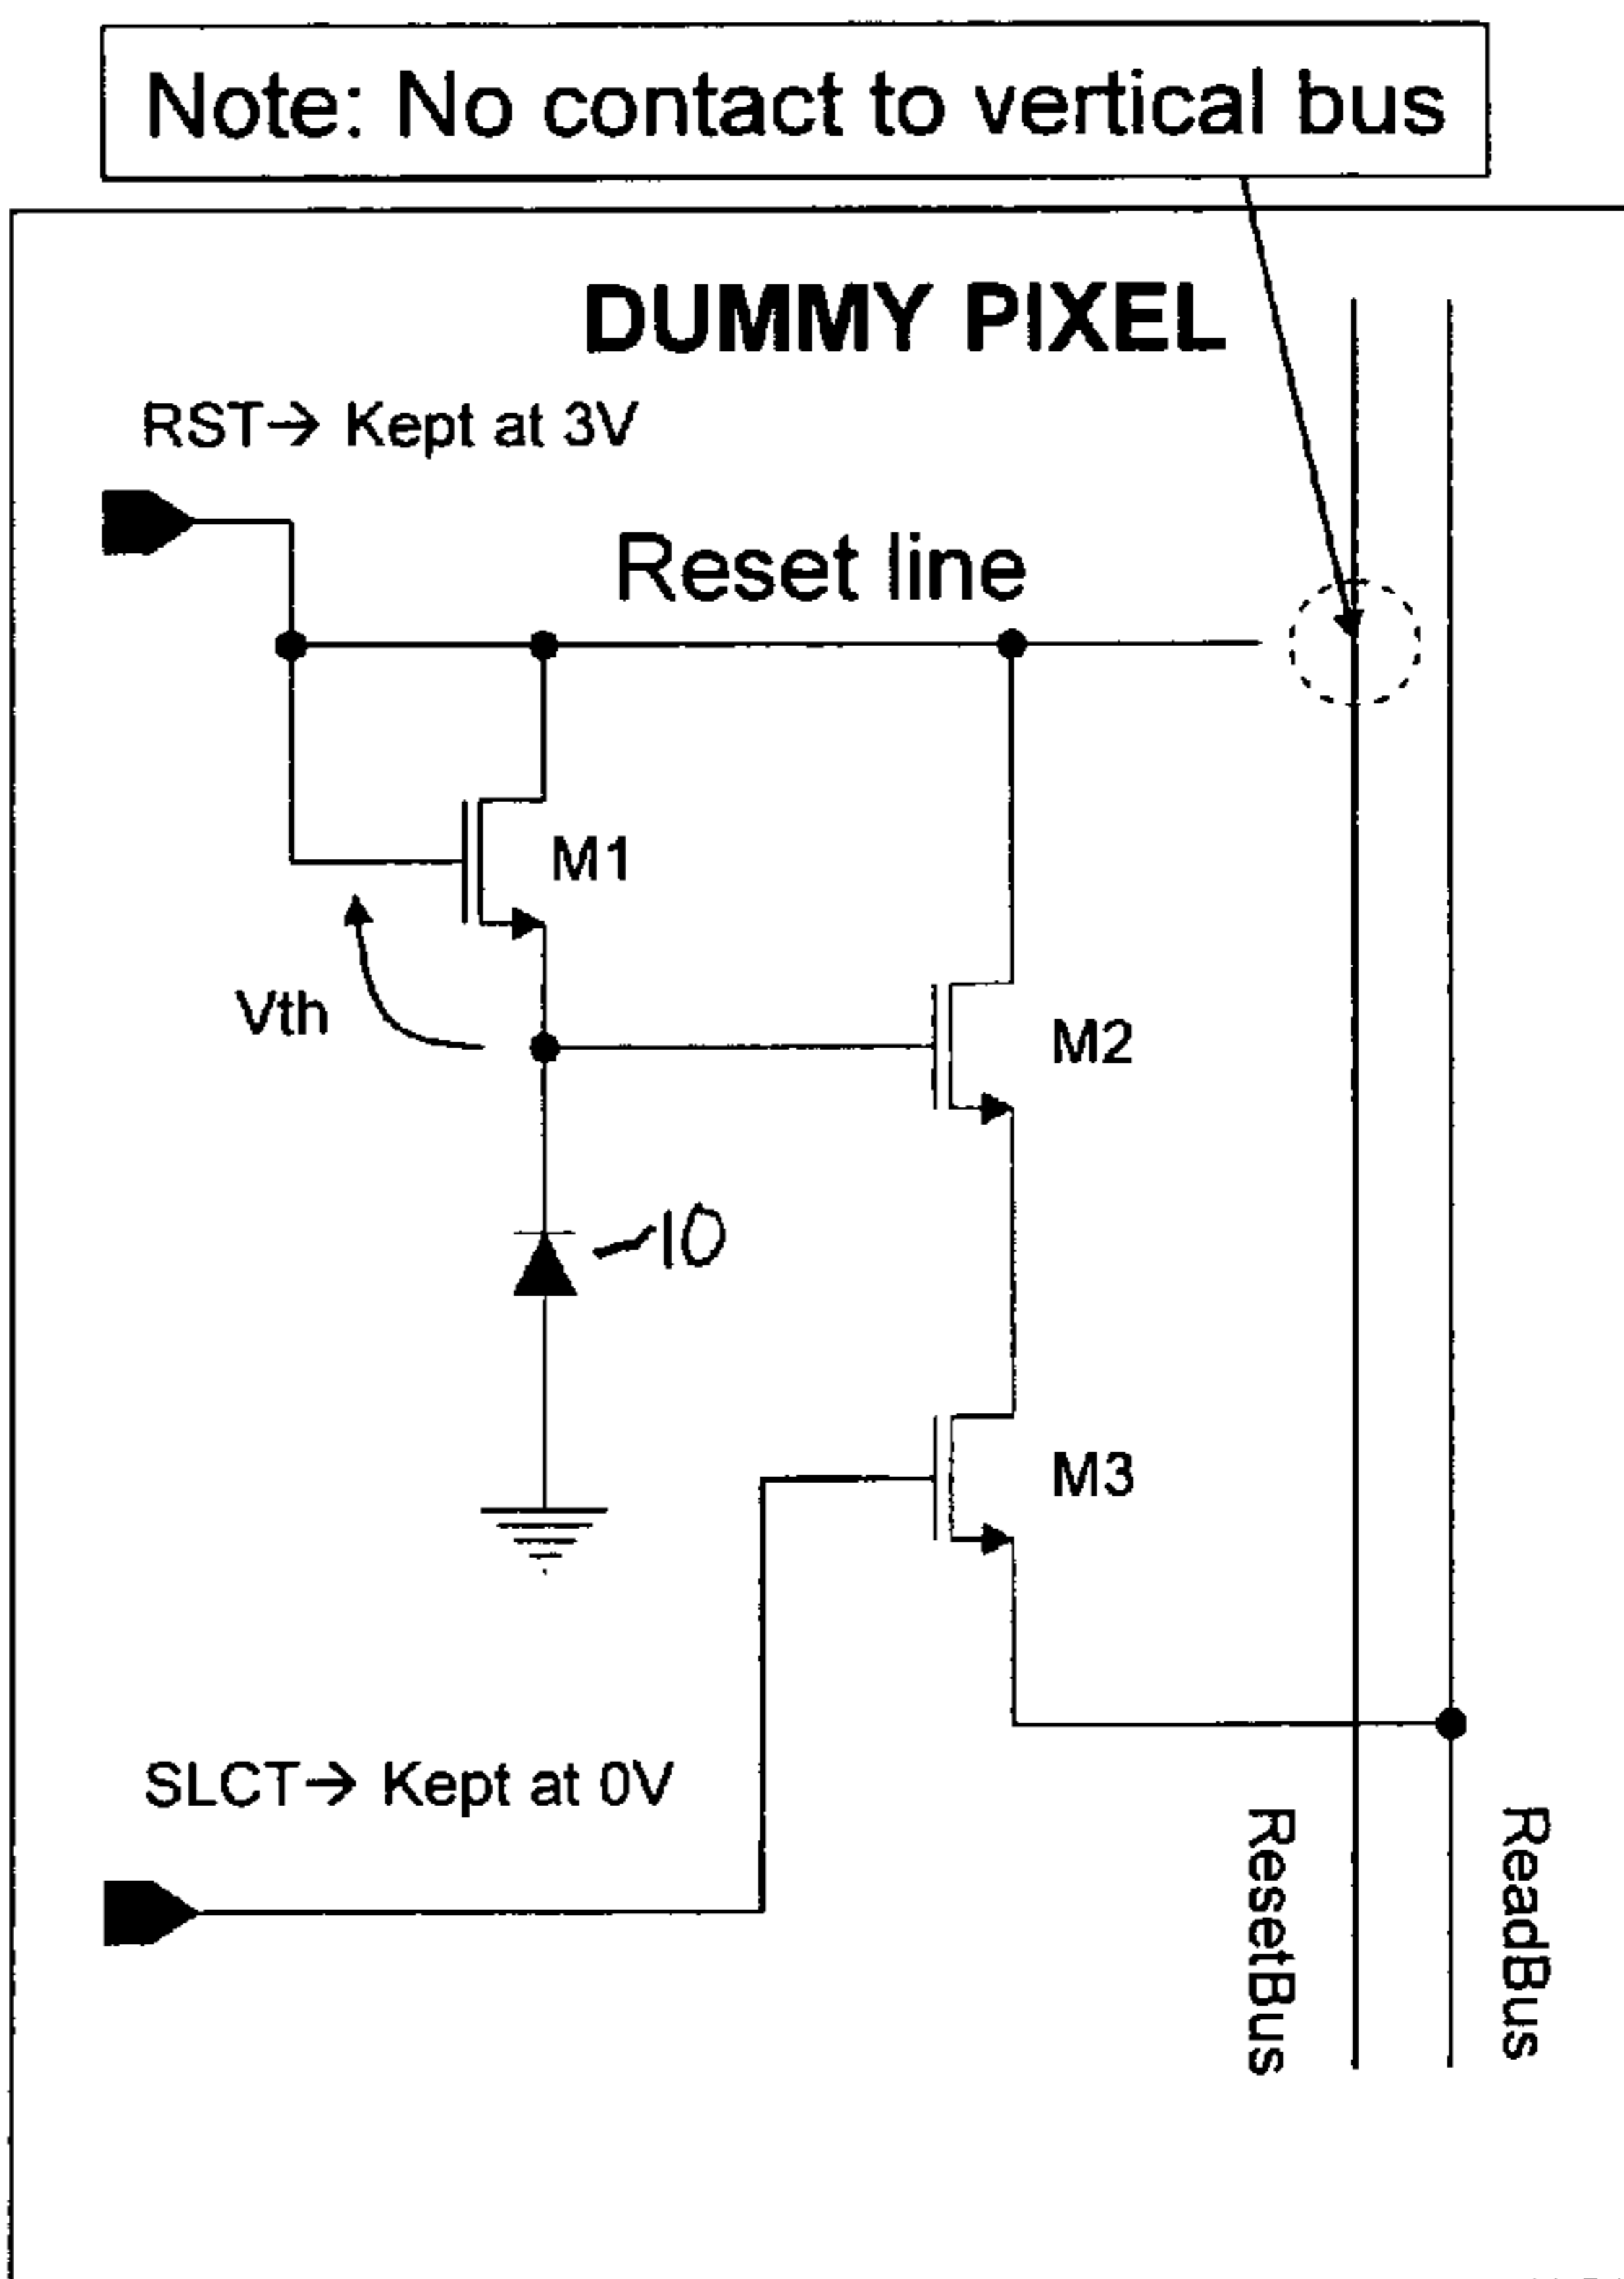 Note: No contact to vertical bus
DUMMY PIXEL
RST→ Kept at 3V
Reset line
M1
Vth
M2
10
M3
SLCT→ Kept at 0V
ResetBus
ReadBus